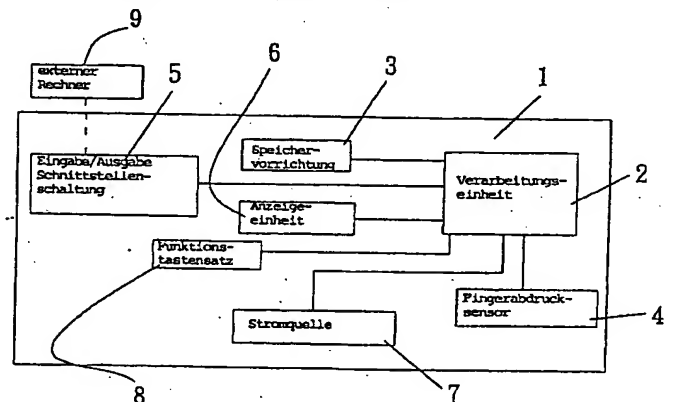 9
externer
Rechner
5
6
3
1
Eingabe/Ausgabe
Schnittstellen-
schaltung
Speicher-
vorrichtung
Verarbeitungs-
einheit
2
Anzeige-
einheit
Funktions-
tastensatz
Stromquelle
Fingerabdruck-
sensor
4
8
7